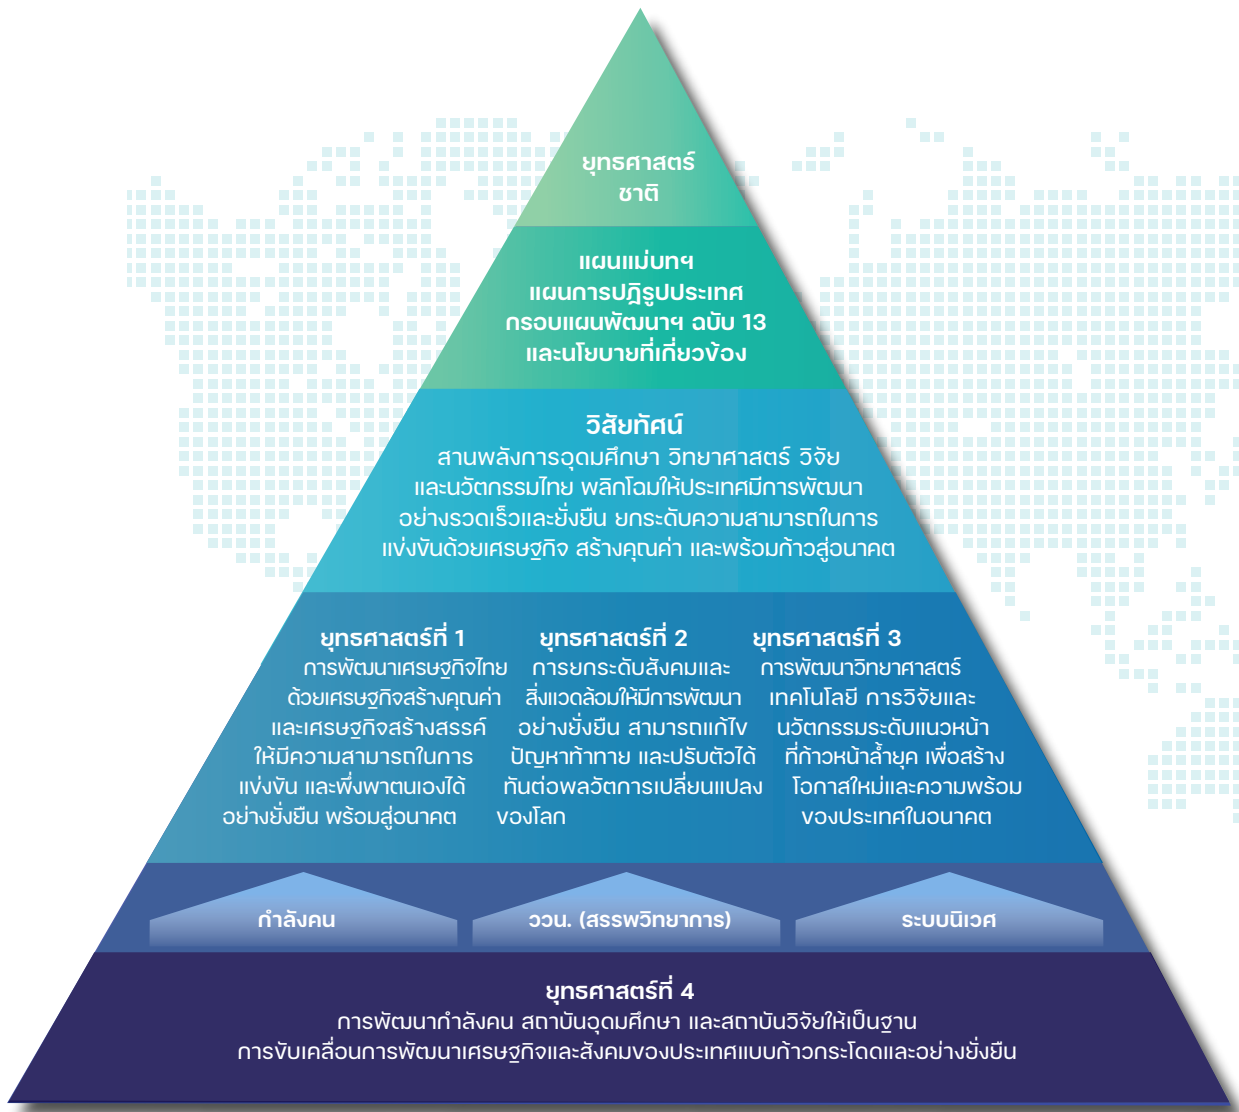 ยุทธศาสตร์
ชาติ
แผนแม่บทฯ
แผนการปฏิรูปประเทศ
กรอบแผนพัฒนาฯ ฉบับ 13
และนโยบายที่เกี่ยวข้อง
วิสัยทัศน์
สานพลังการอุดมศึกษา วิทยาศาสตร์ วิจัย
และนวัตกรรมไทย พลิกโฉมให้ประเทศมีการพัฒนา
อย่างรวดเร็วและยั่งยืน ยกระดับความสามารถในการ
แข่งขันด้วยเศรษฐกิจ สร้างคุณค่า และพร้อมก้าวสู่อนาคต
ยุทธศาสตร์ที่ 1
การพัฒนาเศรษฐกิจไทย
ด้วยเศรษฐกิจสร้างคุณค่า
และเศรษฐกิจสร้างสรรค์
ให้มีความสามารถในการ
แข่งขัน และพึ่งพาตนเองได้
อย่างยั่งยืน พร้อมสู่อนาคต
ยุทธศาสตร์ที่ 2
การยกระดับสังคมและ
สิ่งแวดล้อมให้มีการพัฒนา
อย่างยั่งยืน สามารถแก้ไข
ปัญหาท้าทาย และปรับตัวได้
ทันต่อพลวัตการเปลี่ยนแปลง
ของโลก
ยุทธศาสตร์ที่ 3
การพัฒนาวิทยาศาสตร์
เทคโนโลยี การวิจัยและ
นวัตกรรมระดับแนวหน้า
ที่ก้าวหน้าล้ำยุค เพื่อสร้าง
โอกาสใหม่และความพร้อม
ของประเทศในอนาคต
กำลังคน
ววน. (สรรพวิทยาการ)
ระบบนิเวศ
ยุทธศาสตร์ที่ 4
การพัฒนากำลังคน สถาบันอุดมศึกษา และสถาบันวิจัยให้เป็นฐาน
การขับเคลื่อนการพัฒนาเศรษฐกิจและสังคมของประเทศแบบก้าวกระโดดและอย่างยั่งยืน